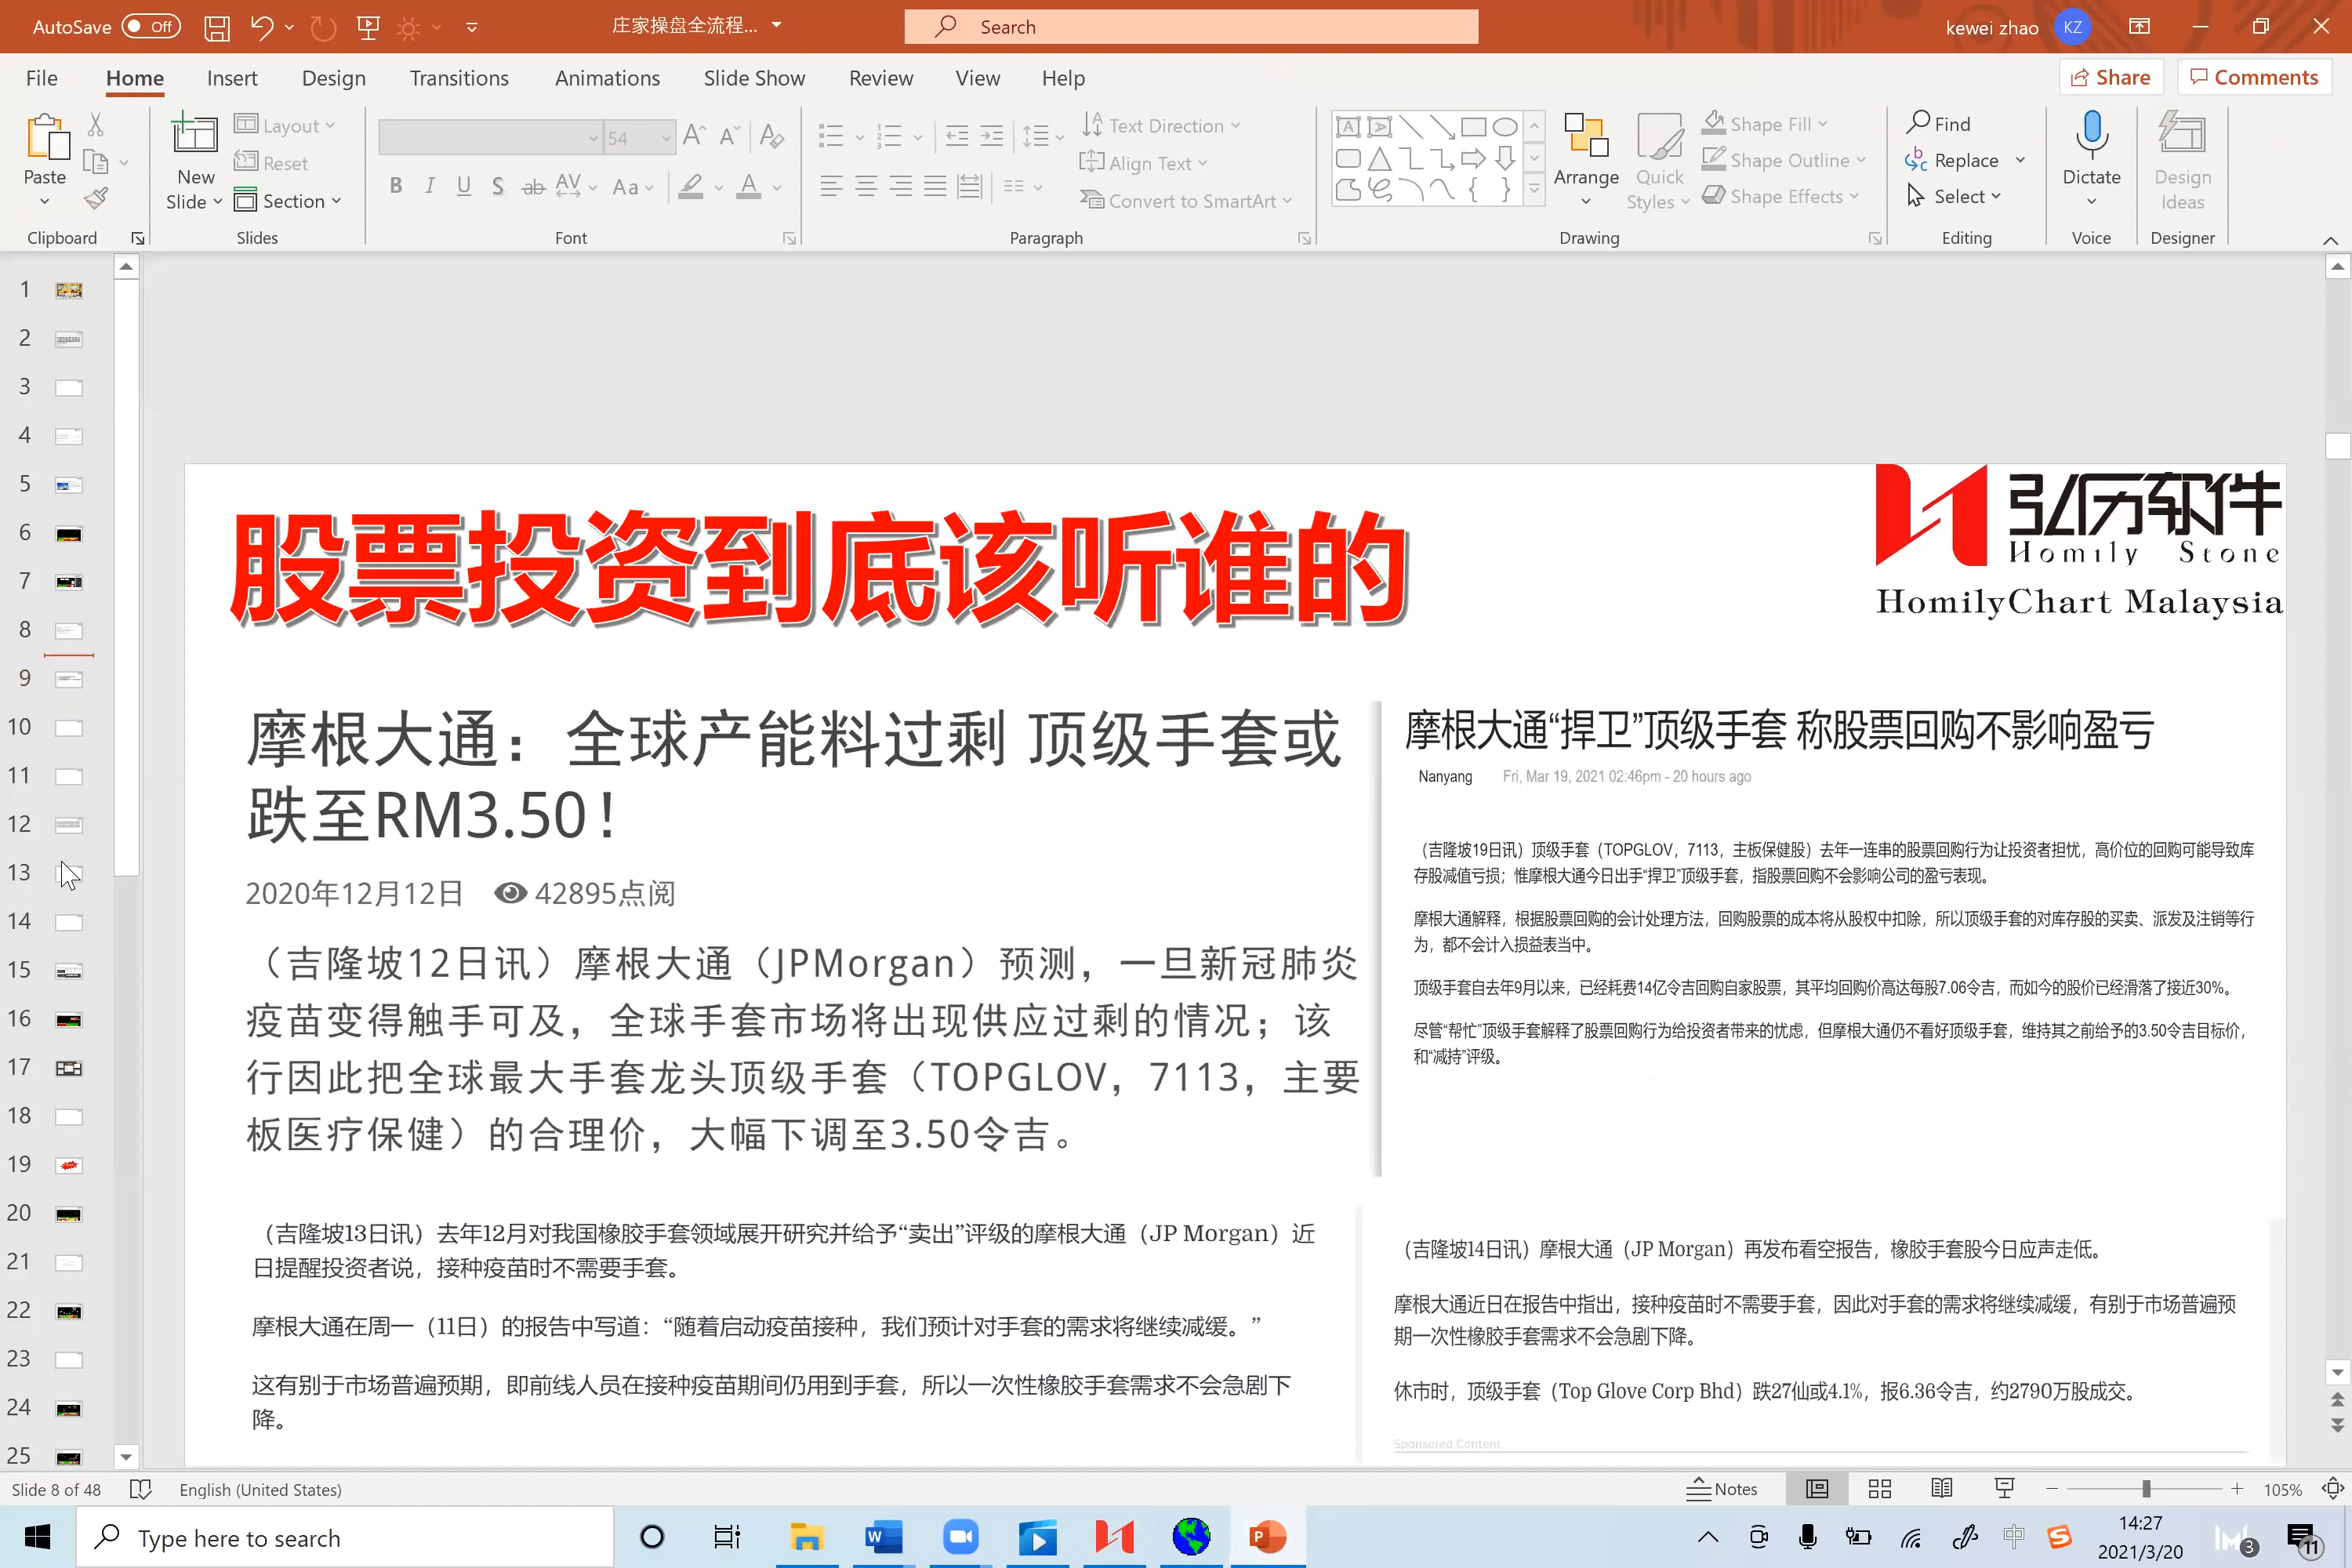 AutoSave Off
庄家操盘全流程...
Search
kewei zhao KZ
File Home Insert Design Transitions Animations Slide Show Review View Help
Share Comments
Paste
New Slide
Layout
Reset
Section
54
B I U S ab AV Aa A
Text Direction
Align Text
Convert to SmartArt
Arrange
Quick Styles
Shape Fill
Shape Outline
Shape Effects
Find
Replace
Select
Dictate
Design Ideas
Clipboard Slides Font Paragraph Drawing Editing Voice Designer
1
2
3
4
5
6
7
8
9
10
11
12
13
14
15
16
17
18
19
20
21
22
23
24
25
股票投资到底该听谁的
弘历软件
Homily Stone
HomilyChart Malaysia
摩根大通：全球产能料过剩 顶级手套或
跌至RM3.50！
2020年12月12日 42895点阅
（吉隆坡12日讯）摩根大通（JPMorgan）预测，一旦新冠肺炎
疫苗变得触手可及，全球手套市场将出现供应过剩的情况；该
行因此把全球最大手套龙头顶级手套（TOPGLOV，7113，主要
板医疗保健）的合理价，大幅下调至3.50令吉。
摩根大通“捍卫”顶级手套 称股票回购不影响盈亏
Nanyang Fri, Mar 19, 2021 02:46pm - 20 hours ago
（吉隆坡19日讯）顶级手套（TOPGLOV，7113，主板保健股）去年一连串的股票回购行为让投资者担忧，高价位的回购可能导致库
存股减值亏损；惟摩根大通今日出手“捍卫”顶级手套，指股票回购不会影响公司的盈亏表现。
摩根大通解释，根据股票回购的会计处理方法，回购股票的成本将从股权中扣除，所以顶级手套的对库存股的买卖、派发及注销等行
为，都不会计入损益表当中。
顶级手套自去年9月以来，已经耗费14亿令吉回购自家股票，其平均回购价高达每股7.06令吉，而如今的股价已经滑落了接近30%。
尽管“帮忙”顶级手套解释了股票回购行为给投资者带来的忧虑，但摩根大通仍不看好顶级手套，维持其之前给予的3.50令吉目标价，
和“减持”评级。
（吉隆坡13日讯）去年12月对我国橡胶手套领域展开研究并给予“卖出”评级的摩根大通（JP Morgan）近
日提醒投资者说，接种疫苗时不需要手套。
摩根大通在周一（11日）的报告中写道：“随着启动疫苗接种，我们预计对手套的需求将继续减缓。”
这有别于市场普遍预期，即前线人员在接种疫苗期间仍用到手套，所以一次性橡胶手套需求不会急剧下
降。
（吉隆坡14日讯）摩根大通（JP Morgan）再发布看空报告，橡胶手套股今日应声走低。
摩根大通近日在报告中指出，接种疫苗时不需要手套，因此对手套的需求将继续减缓，有别于市场普遍预
期一次性橡胶手套需求不会急剧下降。
休市时，顶级手套（Top Glove Corp Bhd）跌27仙或4.1%，报6.36令吉，约2790万股成交。
Sponsored Content
Slide 8 of 48 English (United States) Notes 105%
Type here to search
中
14:27
2021/3/20
3
11